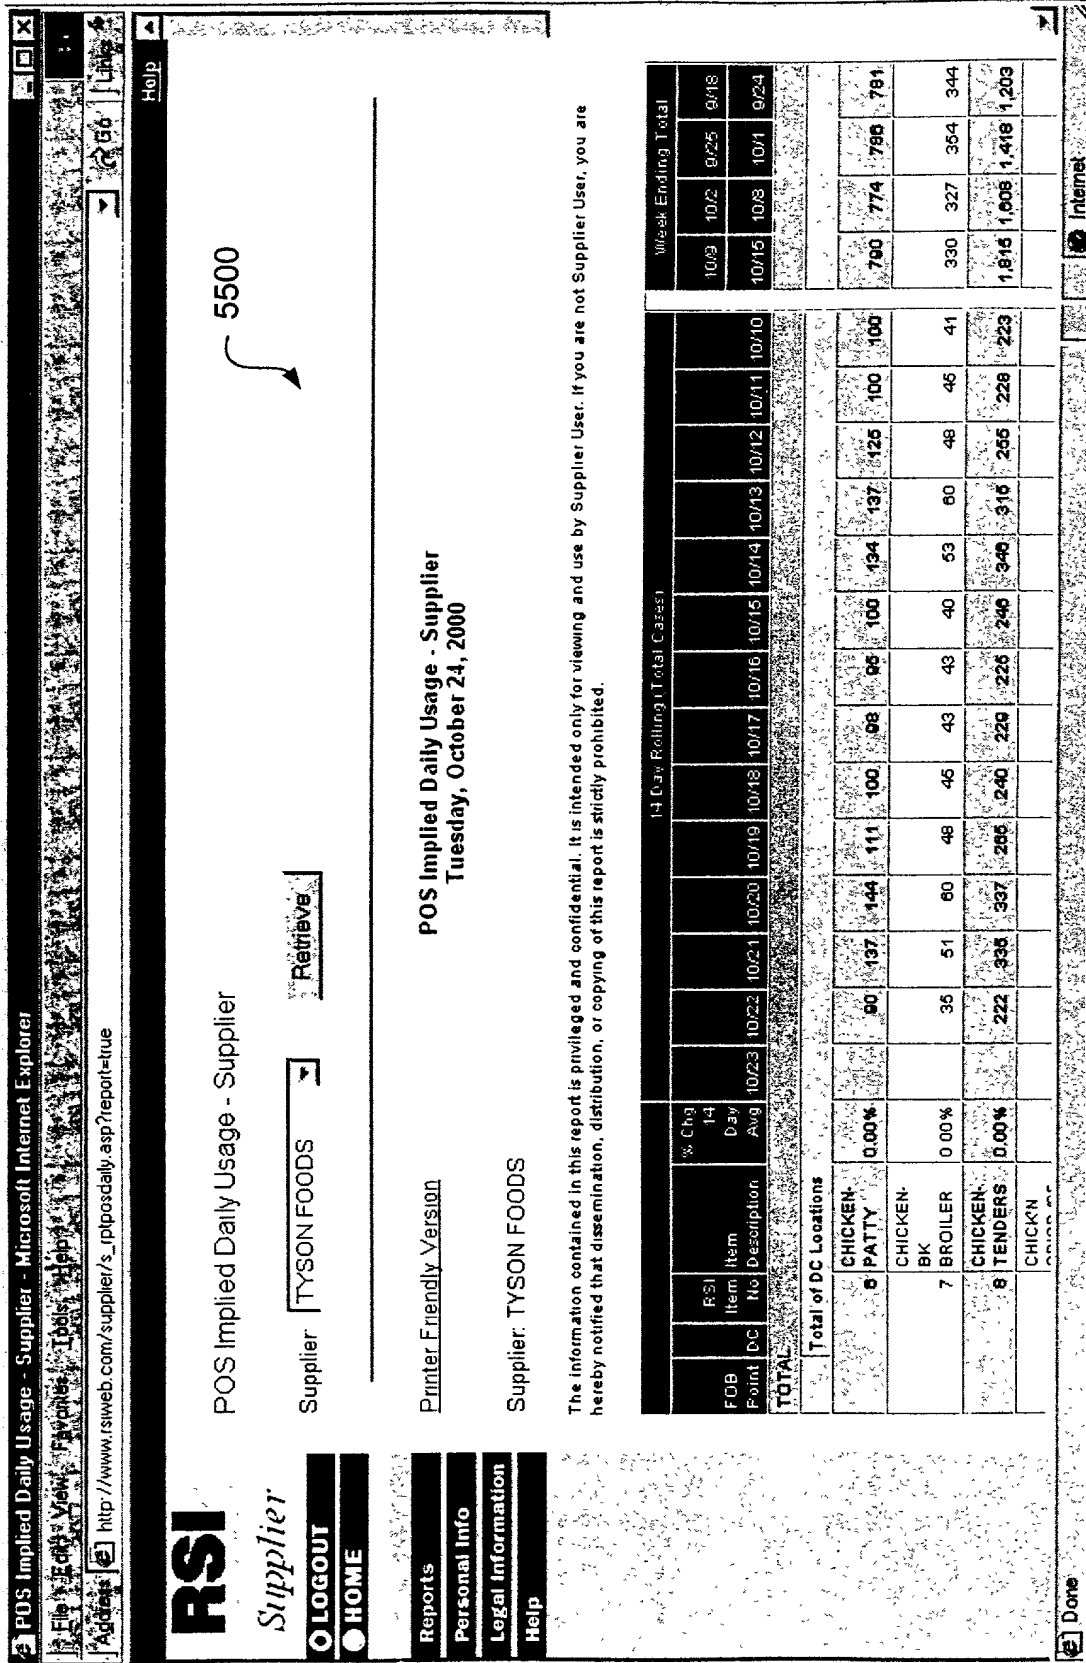 POS Implied Daily Usage - Supplier - Microsoft Internet Explorer
File Edit View Favorites Tools Help
Address http://www.rsiweb.com/supplier/s_rptposdaily.asp?report=true Go Links
Help
RSI
Supplier
LOGOUT
HOME
Reports
Personal Info
Legal Information
Help
POS Implied Daily Usage - Supplier
5500
Supplier TYSON FOODS Retrieve
Printer Friendly Version
POS Implied Daily Usage - Supplier
Tuesday, October 24, 2000
Supplier: TYSON FOODS
The information contained in this report is privileged and confidential. It is intended only for viewing and use by Supplier User. If you are not Supplier User, you are
hereby notified that dissemination, distribution, or copying of this report is strictly prohibited.
14 Day Rolling (Total Cases) Week Ending Total
% Chg 10/9 10/2 9/25 9/18
RSI 14
FOB Item Item Day
Point DC No Description Avg 10/23 10/22 10/21 10/20 10/19 10/18 10/17 10/16 10/15 10/14 10/13 10/12 10/11 10/10 10/15 10/8 10/1 9/24
TOTAL
Total of DC Locations
CHICKEN-
6 PATTY 0.00% 90 137 144 111 100 98 95 100 134 137 125 100 100 790 774 786 781
CHICKEN-
BK
7 BROILER 0.00% 35 51 60 48 45 43 43 40 53 60 48 45 41 330 327 354 344
CHICKEN-
8 TENDERS 0.00% 222 335 337 265 240 229 225 246 346 315 255 228 223 1,815 1,608 1,418 1,203
CHICK'N
Done Internet